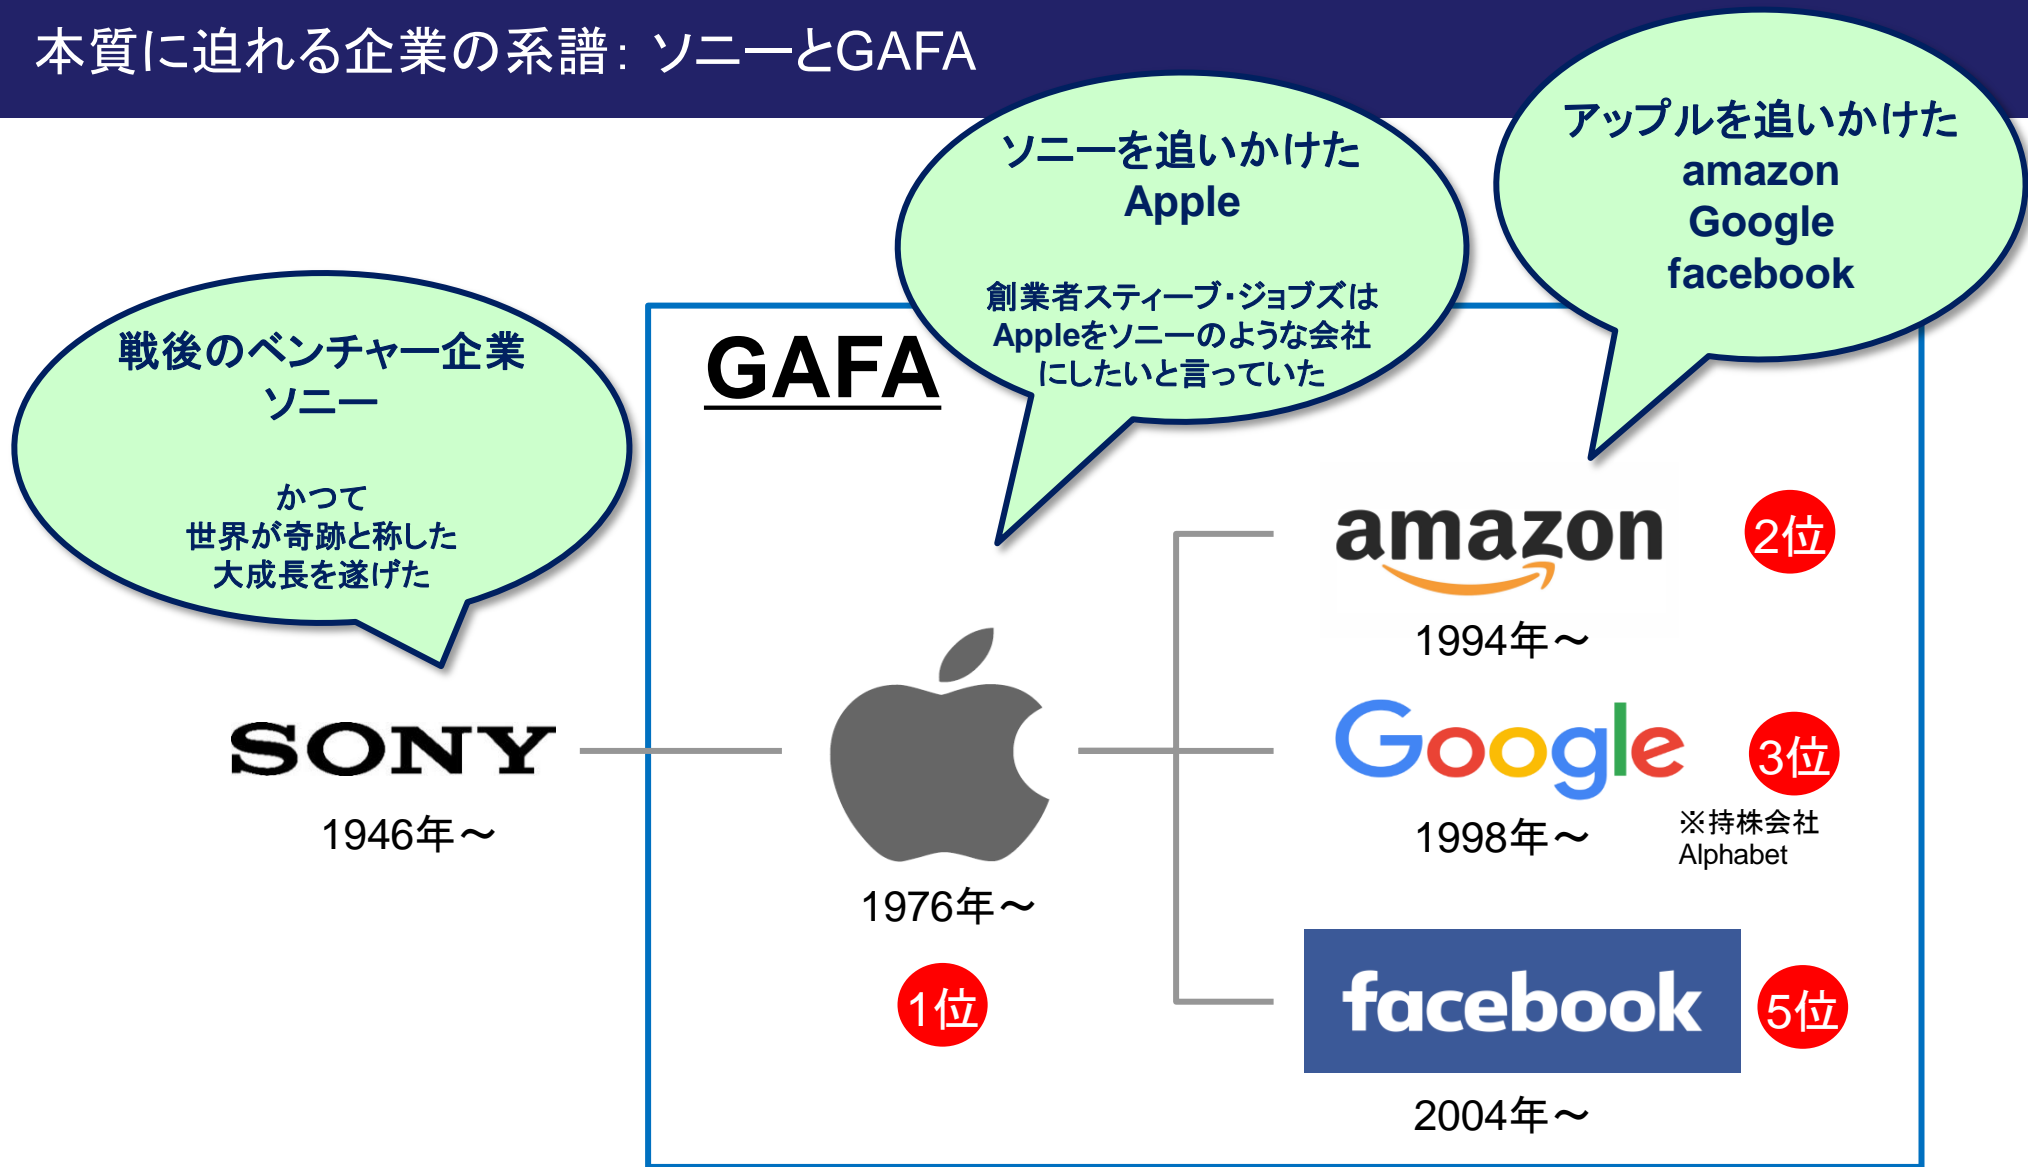 本質に迫れる企業の系譜: ソニーとGAFA
戦後のベンチャー企業
ソニー
かつて
世界が奇跡と称した
大成長を遂げた
SONY
1946年～
GAFA
ソニーを追いかけた
Apple
創業者スティーブ・ジョブズは
Appleをソニーのような会社
にしたいと言っていた
1976年～
1位
アップルを追いかけた
amazon
Google
facebook
amazon
2位
1994年～
Google
3位
1998年～
※持株会社
Alphabet
facebook
5位
2004年～